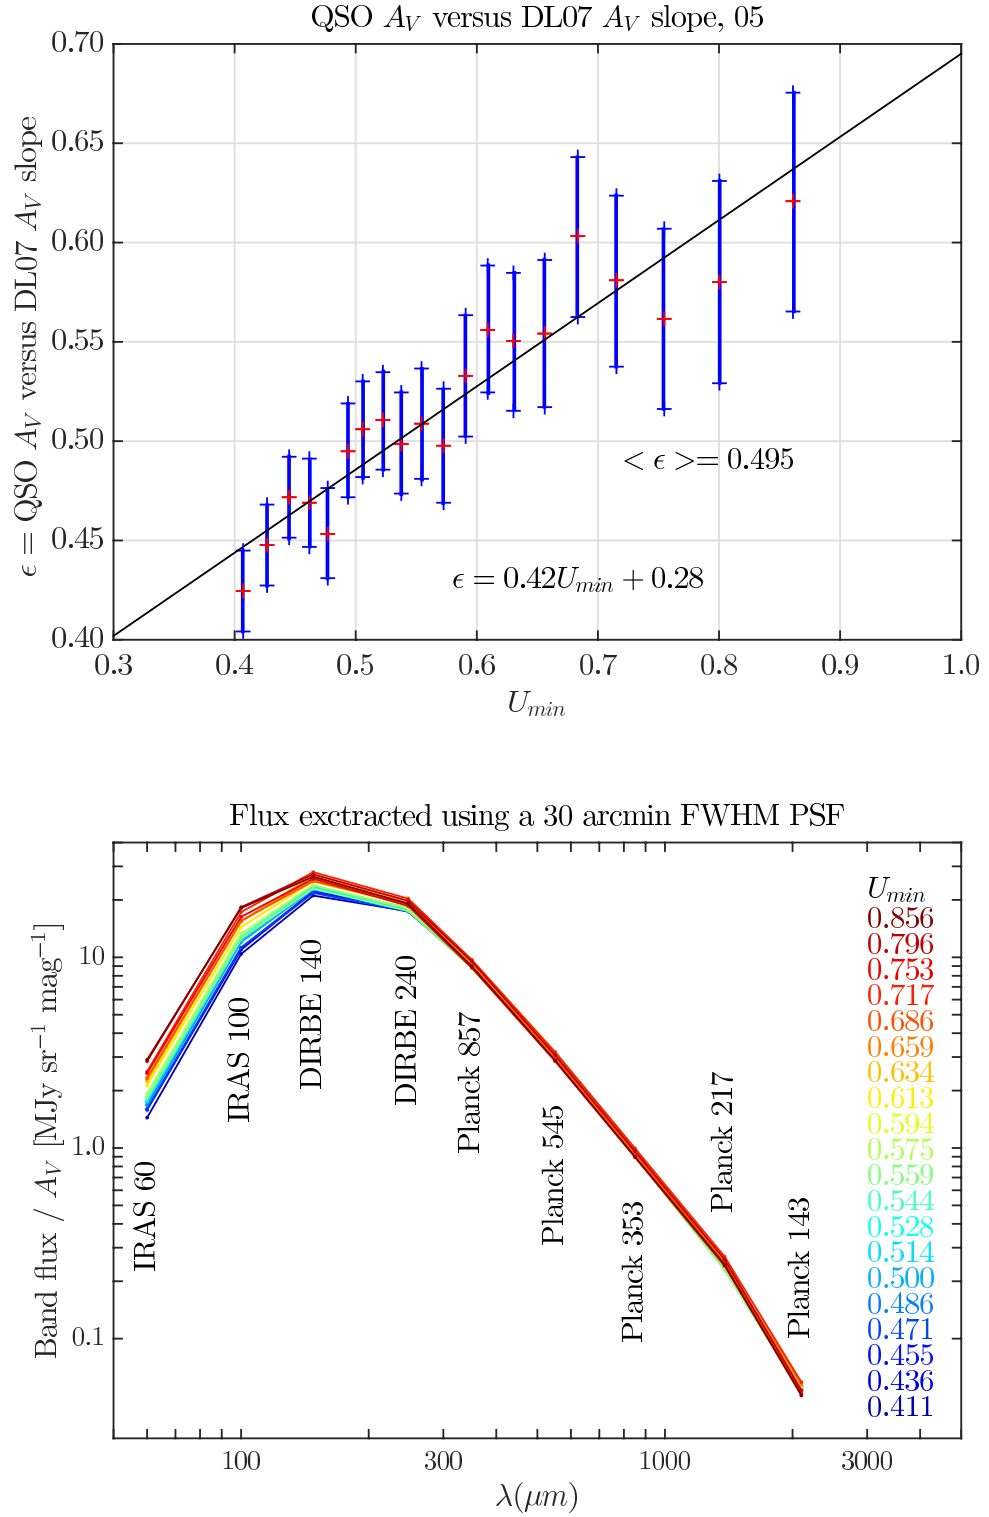 QSO A_V versus DL07 A_V slope, 05
ϵ = QSO A_V versus DL07 A_V slope
0.70
0.65
0.60
0.55
0.50
0.45
0.40
< ϵ >= 0.495
ϵ = 0.42U_min + 0.28
0.3 0.4 0.5 0.6 0.7 0.8 0.9 1.0
U_min
Flux exctracted using a 30 arcmin FWHM PSF
Band flux / A_V [MJy sr⁻¹ mag⁻¹]
10
1.0
0.1
IRAS 60
IRAS 100
DIRBE 140
DIRBE 240
Planck 857
Planck 545
Planck 353
Planck 217
Planck 143
U_min
0.856
0.796
0.753
0.717
0.686
0.659
0.634
0.613
0.594
0.575
0.559
0.544
0.528
0.514
0.500
0.486
0.471
0.455
0.436
0.411
100 300 1000 3000
λ(μm)